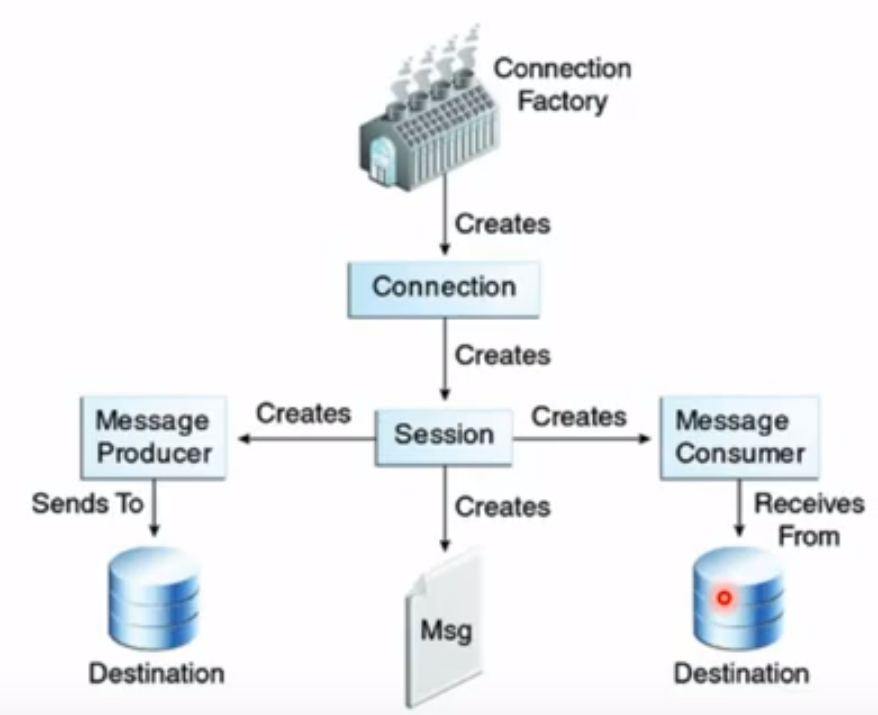 Connection
Factory
Creates
Connection
Creates
Message
Producer
Creates
Session
Creates
Message
Consumer
Sends To
Creates
Receives
From
Msg
Destination
Destination